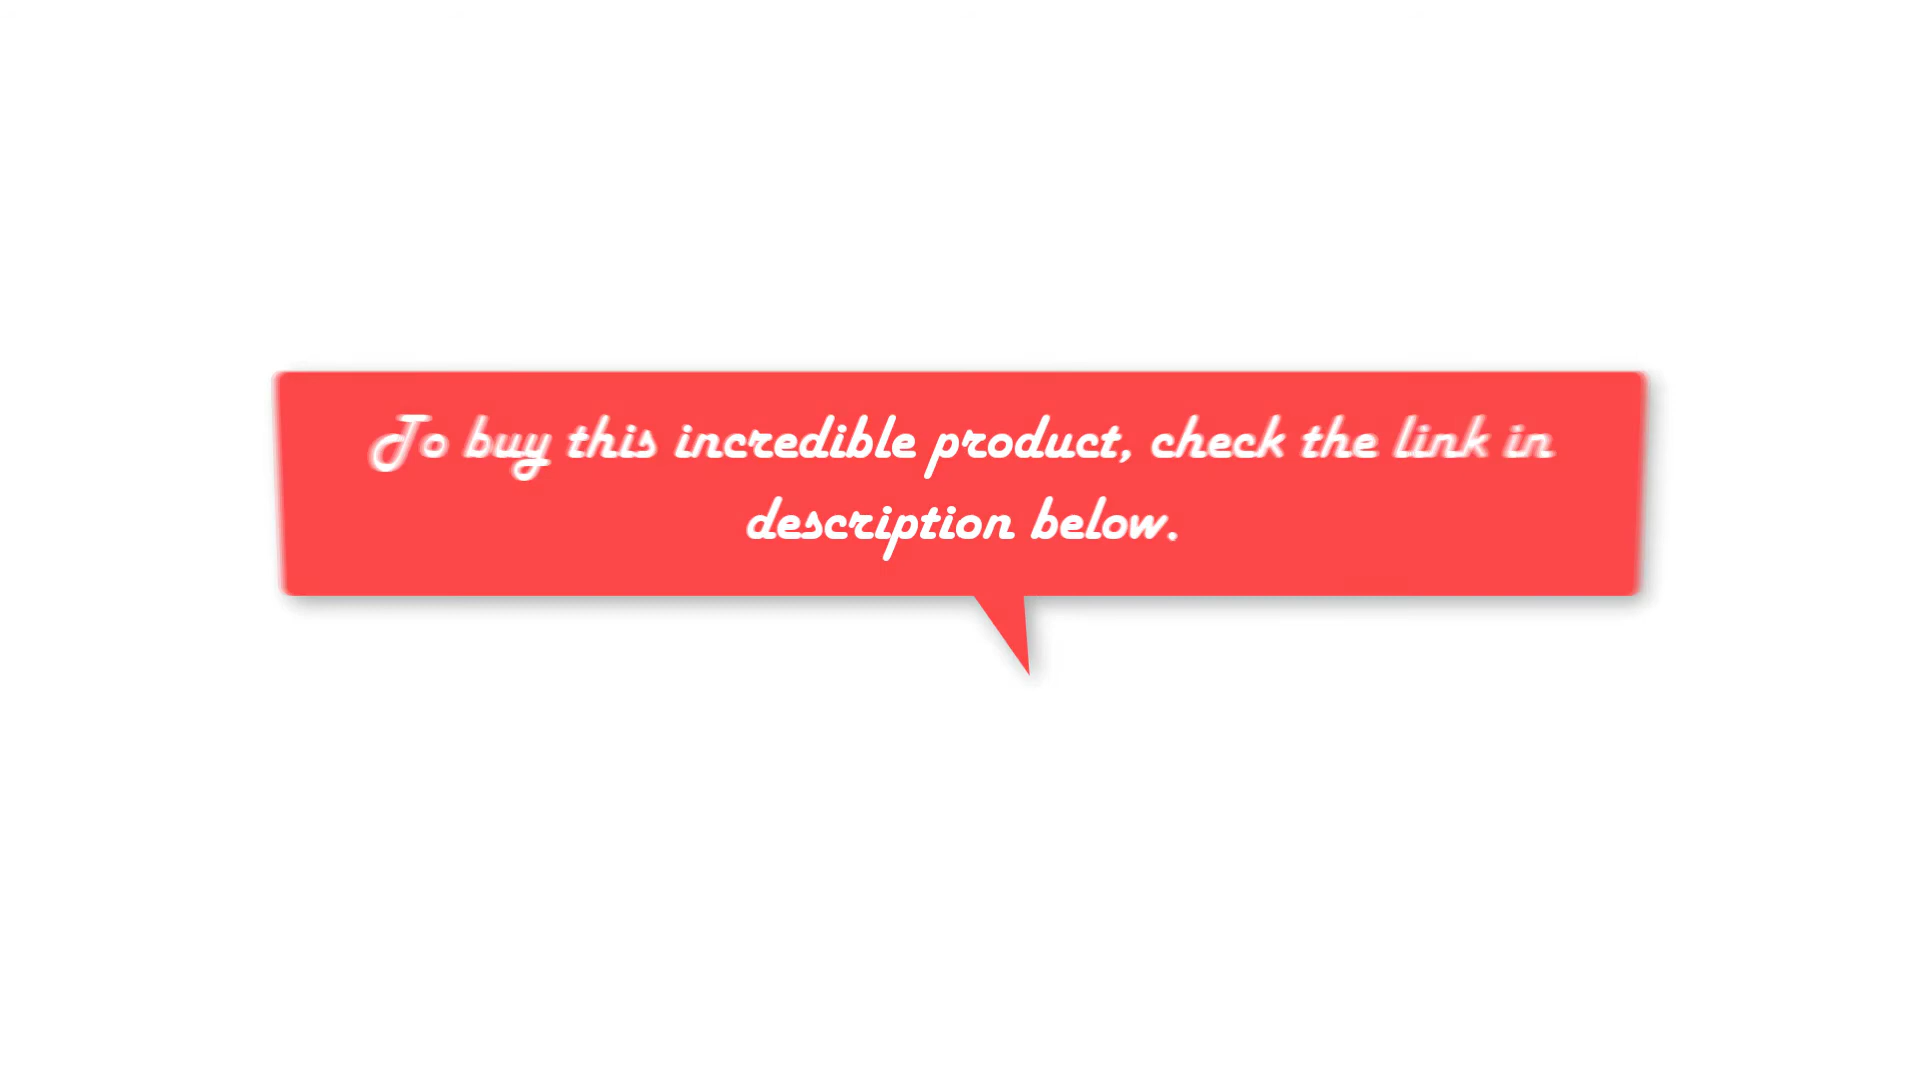 To buy this incredible product, check the link in
description below.